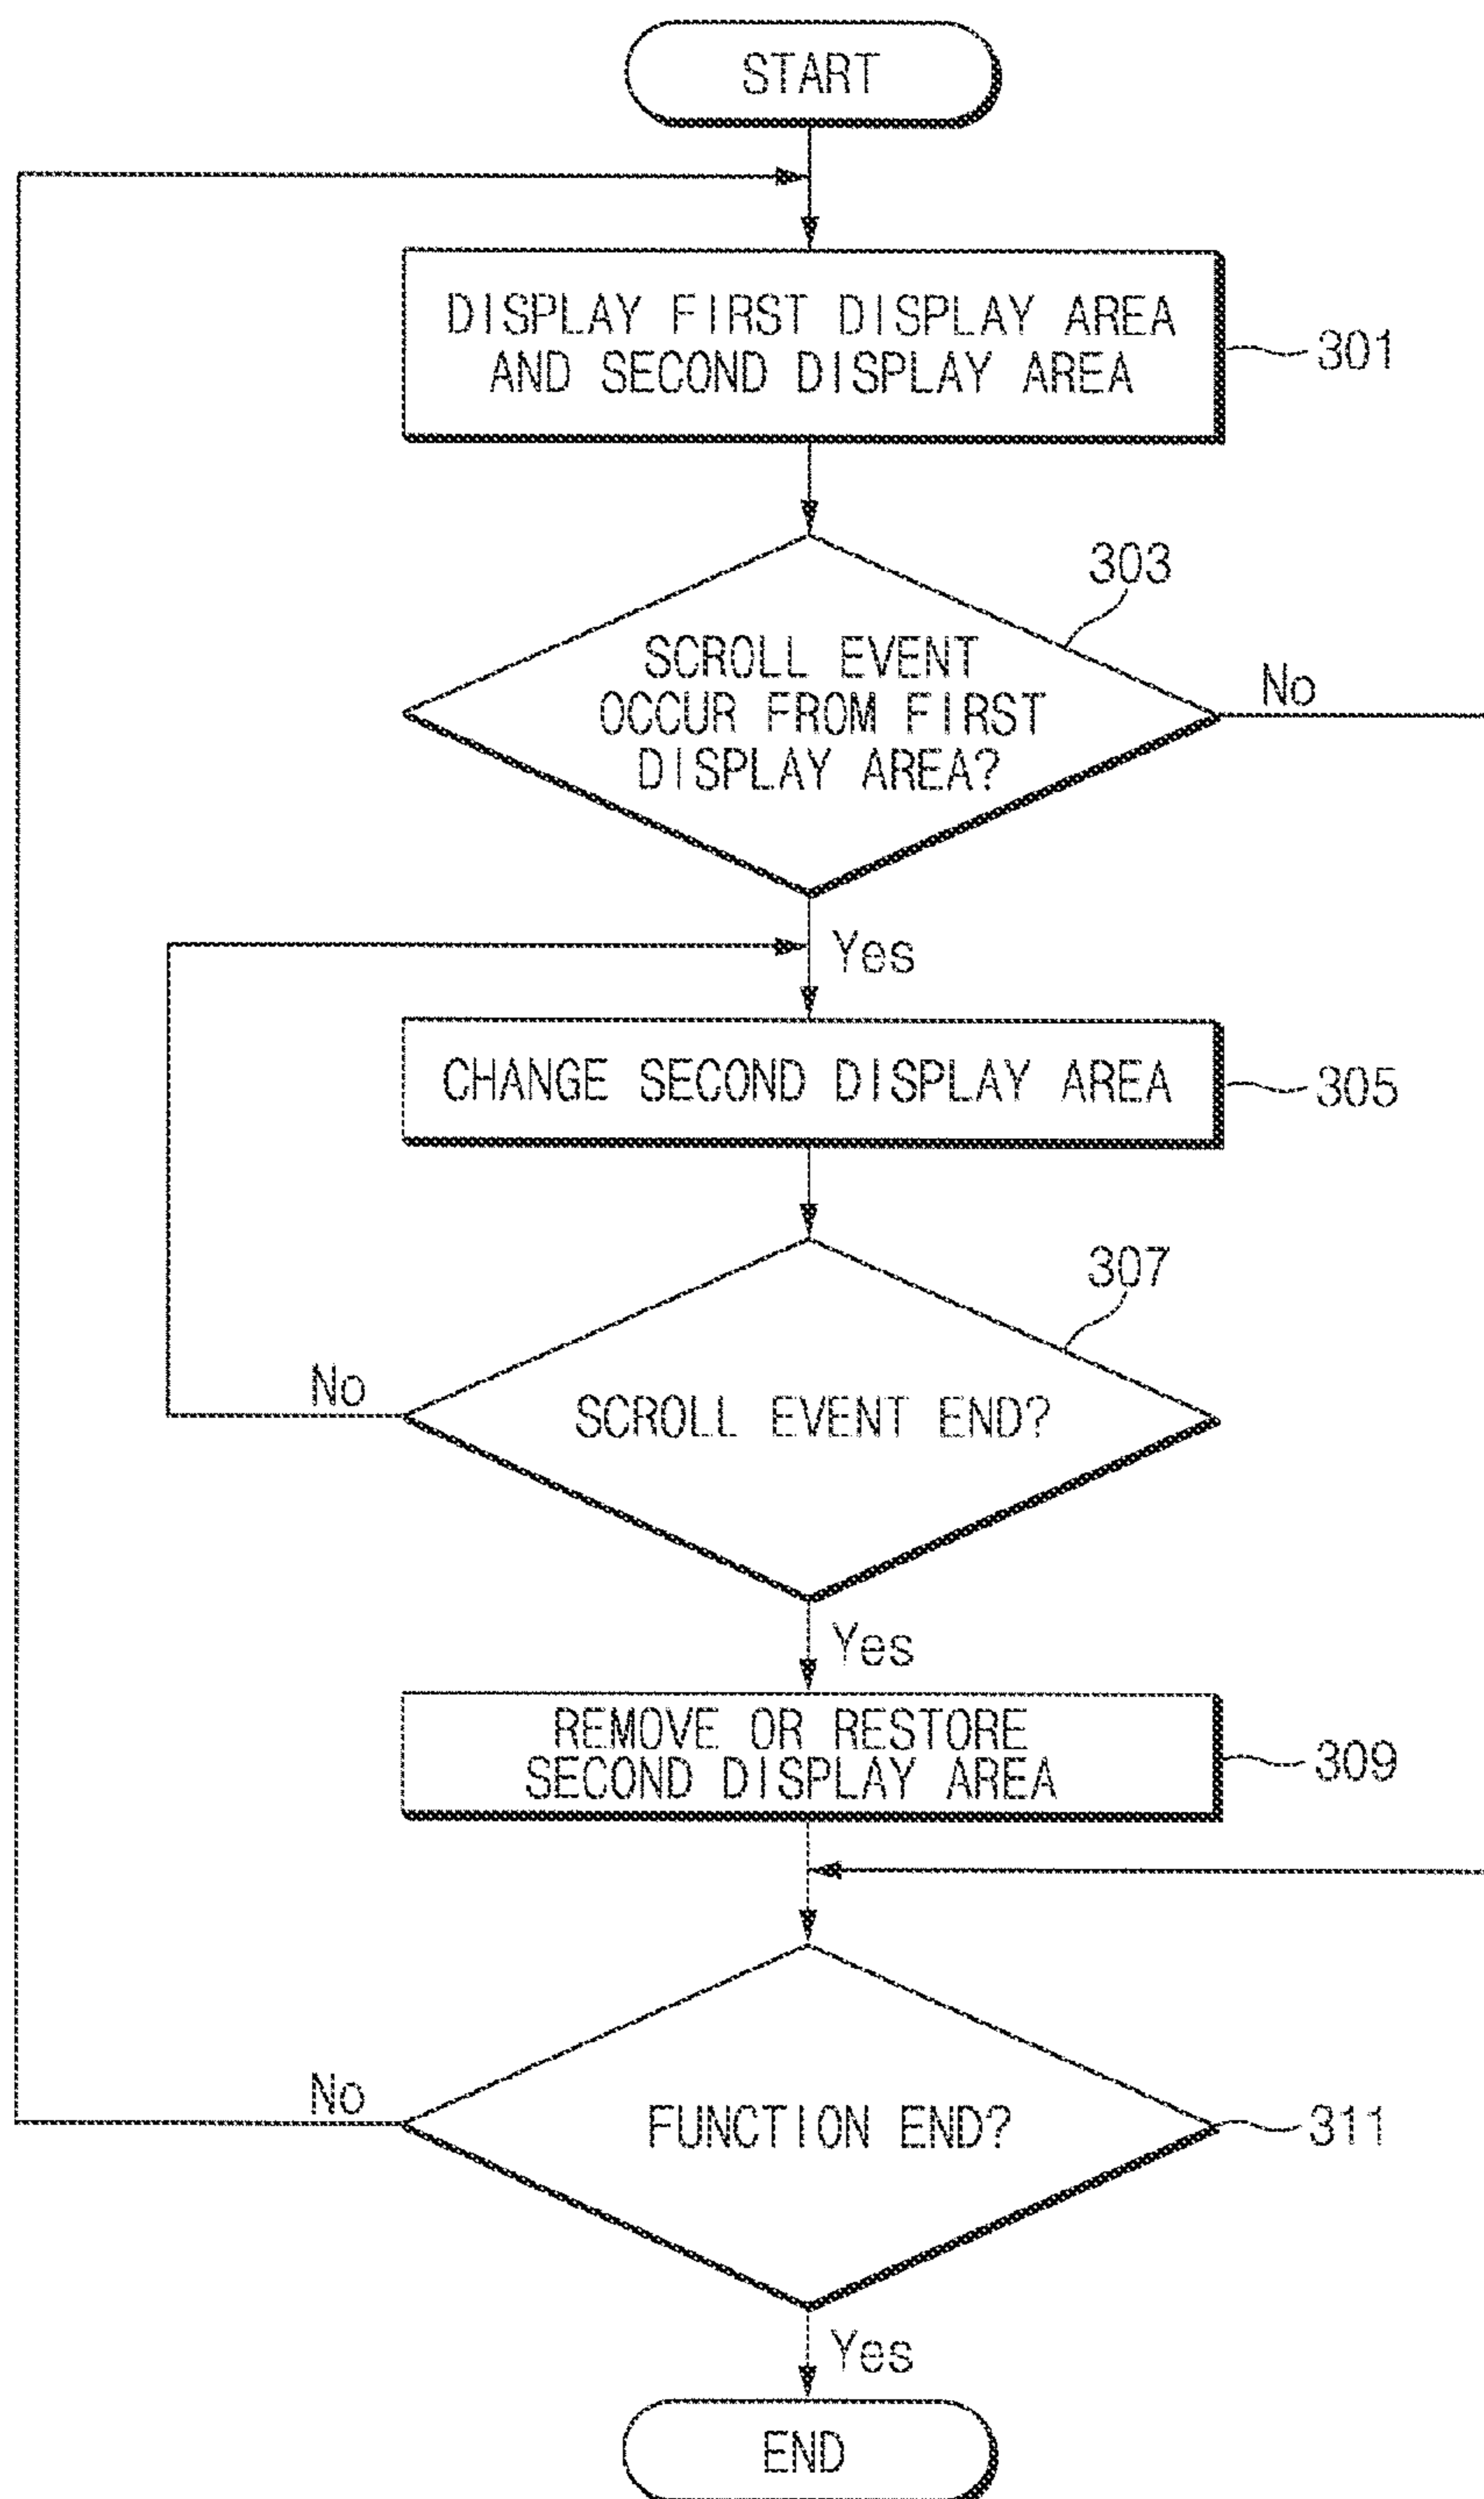 START
DISPLAY FIRST DISPLAY AREA
AND SECOND DISPLAY AREA
301
303
SCROLL EVENT
OCCUR FROM FIRST
DISPLAY AREA?
No
Yes
CHANGE SECOND DISPLAY AREA
305
307
SCROLL EVENT END?
No
Yes
REMOVE OR RESTORE
SECOND DISPLAY AREA
309
No
FUNCTION END?
311
Yes
END